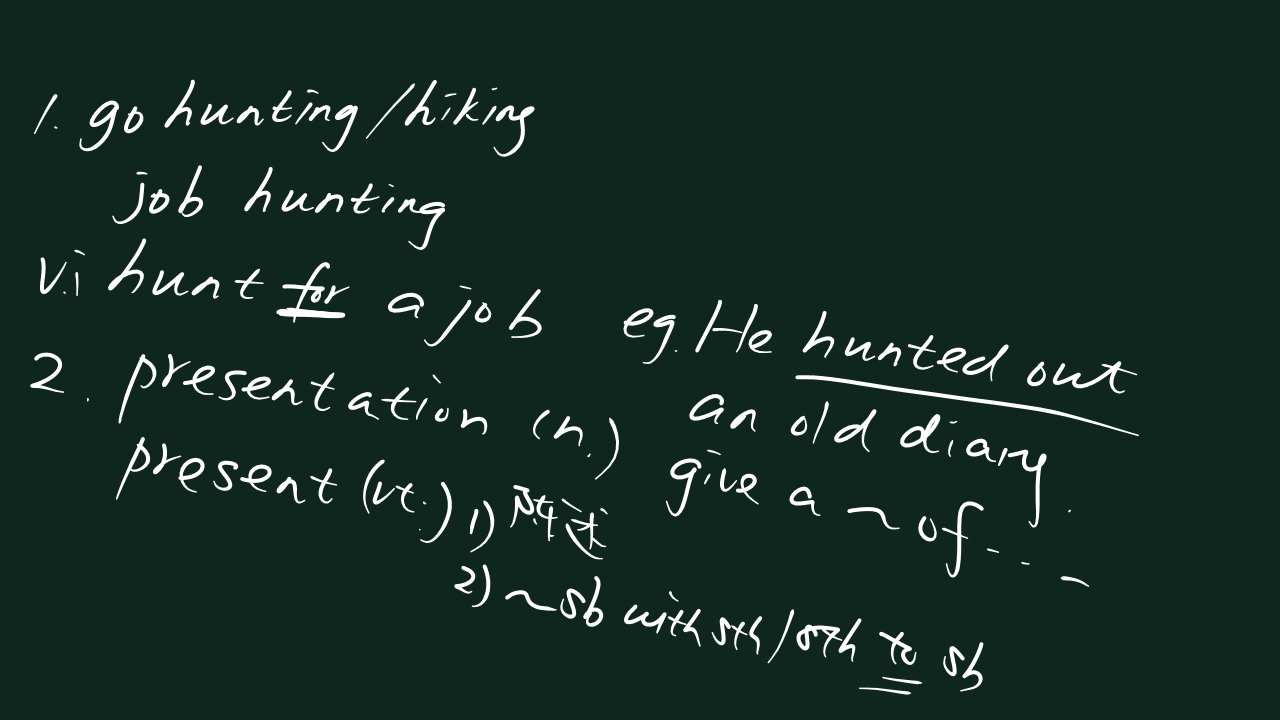 1. go hunting/hiking
job hunting
v.i hunt for a job
eg. He hunted out
an old diary.
2. presentation (n.)
give a ~ of...
present (vt.) 1) 陈述
2) ~ sb with sth/sth to sb